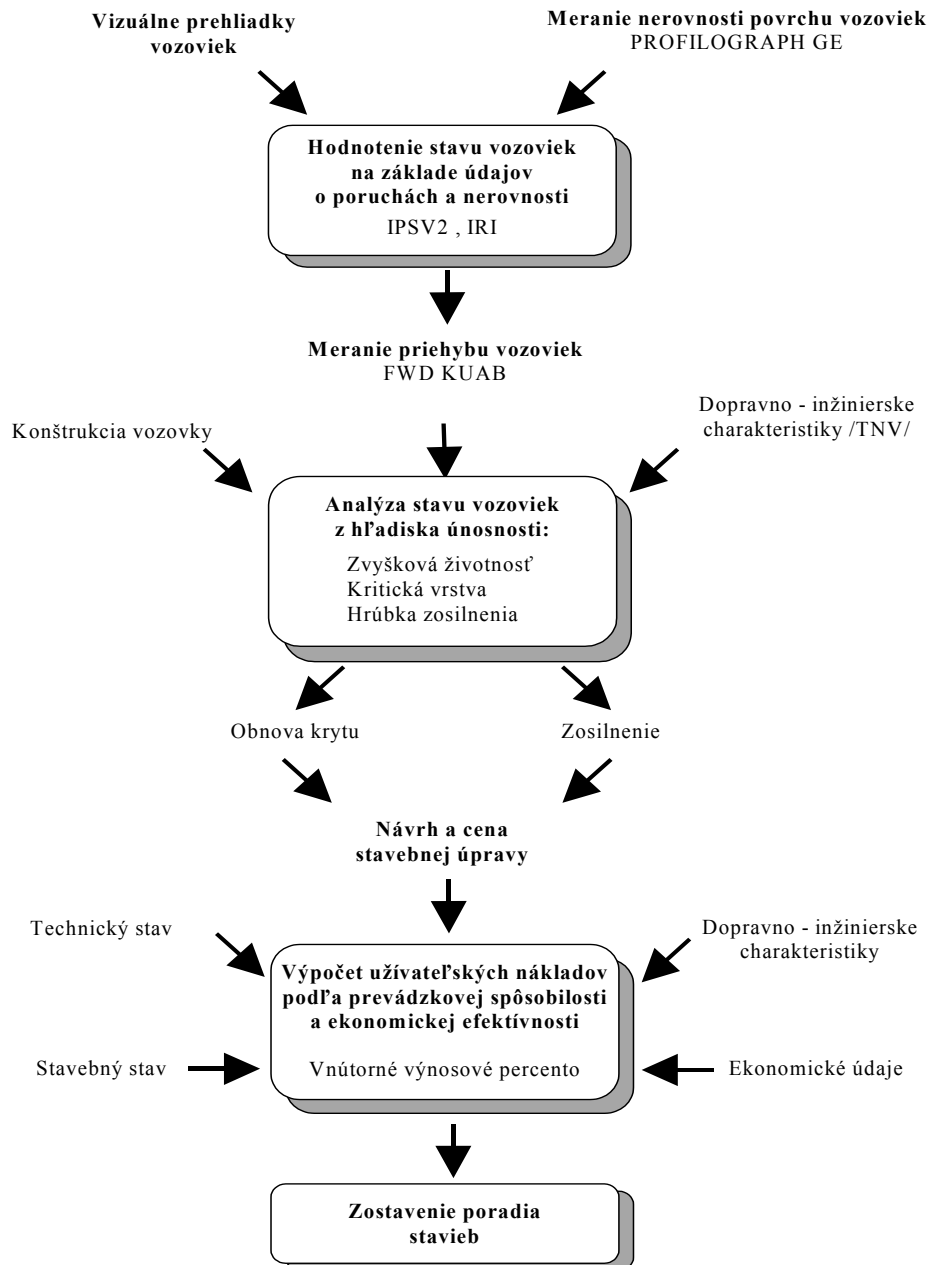 Vizuálne prehliadky
vozoviek
Meranie nerovnosti povrchu vozoviek
PROFILOGRAPH GE
Hodnotenie stavu vozoviek
na základe údajov
o poruchách a nerovnosti
IPSV2 , IRI
Meranie priehybu vozoviek
FWD KUAB
Konštrukcia vozovky
Dopravno - inžinierske
charakteristiky /TNV/
Analýza stavu vozoviek
z hľadiska únosnosti:
Zvyšková životnosť
Kritická vrstva
Hrúbka zosilnenia
Obnova krytu
Zosilnenie
Návrh a cena
stavebnej úpravy
Technický stav
Dopravno - inžinierske
charakteristiky
Výpočet užívateľských nákladov
podľa prevádzkovej spôsobilosti
a ekonomickej efektívnosti
Vnútorné výnosové percento
Stavebný stav
Ekonomické údaje
Zostavenie poradia
stavieb